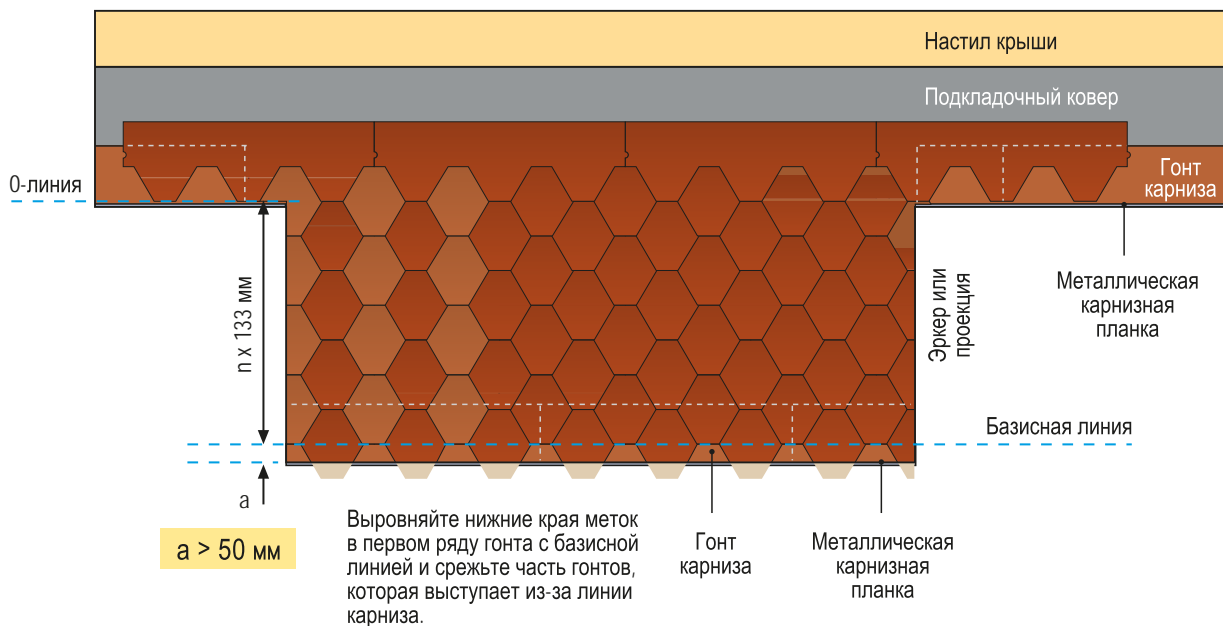 Настил крыши
Подкладочный ковер
Гонт
карниза
0-линия
n x 133 мм
Эркер или
проекция
Металлическая
карнизная
планка
Базисная линия
a
a > 50 мм
Выровняйте нижние края меток
в первом ряду гонта с базисной
линией и срежьте часть гонтов,
которая выступает из-за линии
карниза.
Гонт
карниза
Металлическая
карнизная
планка